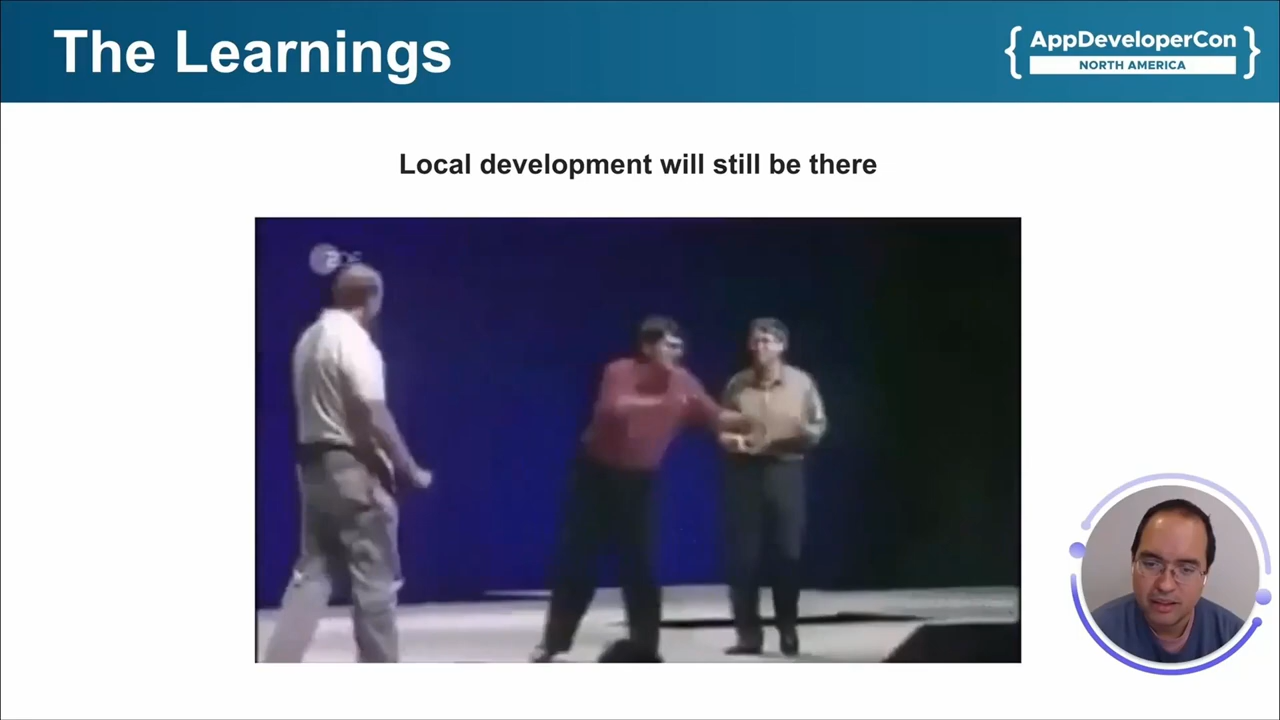 The Learnings
{ AppDeveloperCon }
NORTH AMERICA
Local development will still be there